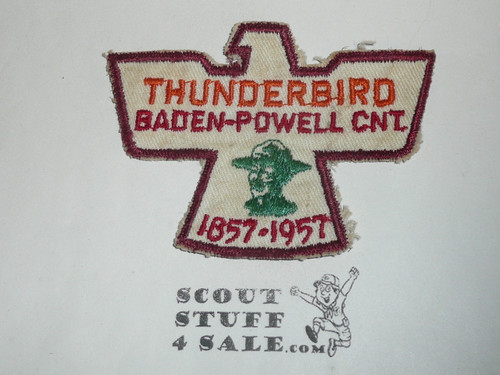 THUNDERBIRD
BADEN-POWELL CNT.
1857-1957
SCOUT
STUFF
4 SALE.com